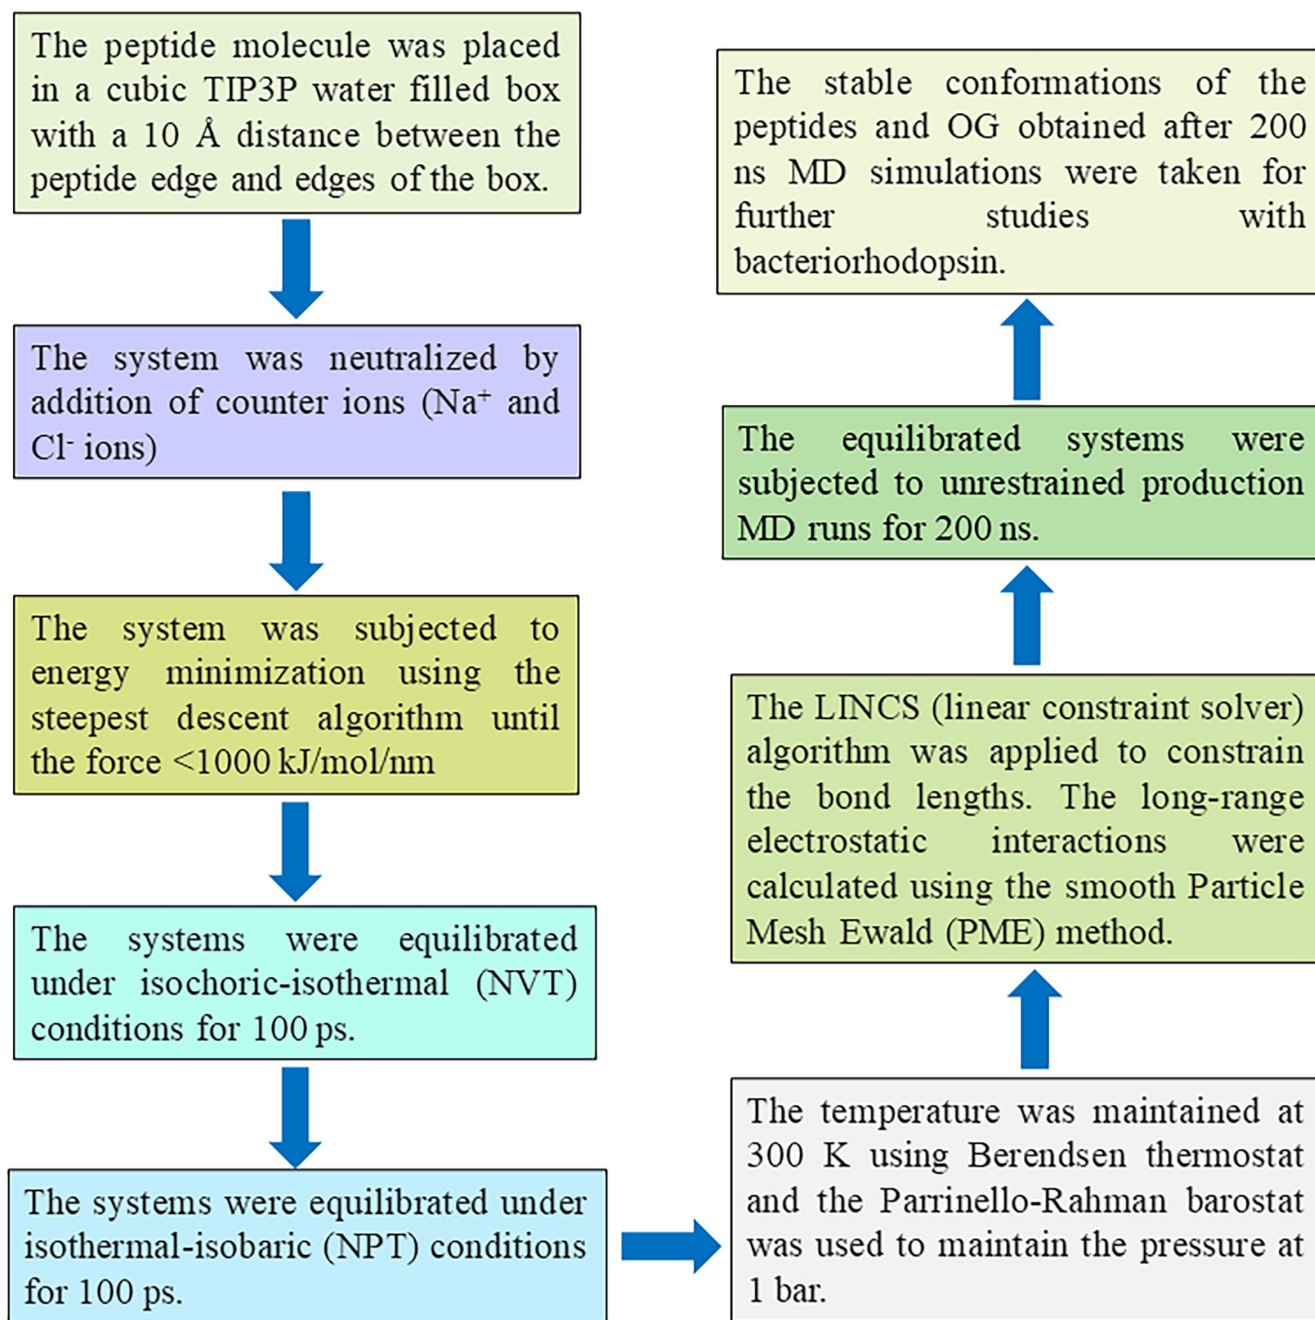 The peptide molecule was placed
in a cubic TIP3P water filled box
with a 10 Å distance between the
peptide edge and edges of the box.
The system was neutralized by
addition of counter ions (Na⁺ and
Cl⁻ ions)
The system was subjected to
energy minimization using the
steepest descent algorithm until
the force <1000 kJ/mol/nm
The systems were equilibrated
under isochoric-isothermal (NVT)
conditions for 100 ps.
The systems were equilibrated under
isothermal-isobaric (NPT) conditions
for 100 ps.
The temperature was maintained at
300 K using Berendsen thermostat
and the Parrinello-Rahman barostat
was used to maintain the pressure at
1 bar.
The LINCS (linear constraint solver)
algorithm was applied to constrain
the bond lengths. The long-range
electrostatic interactions were
calculated using the smooth Particle
Mesh Ewald (PME) method.
The equilibrated systems were
subjected to unrestrained production
MD runs for 200 ns.
The stable conformations of the
peptides and OG obtained after 200
ns MD simulations were taken for
further studies with
bacteriorhodopsin.